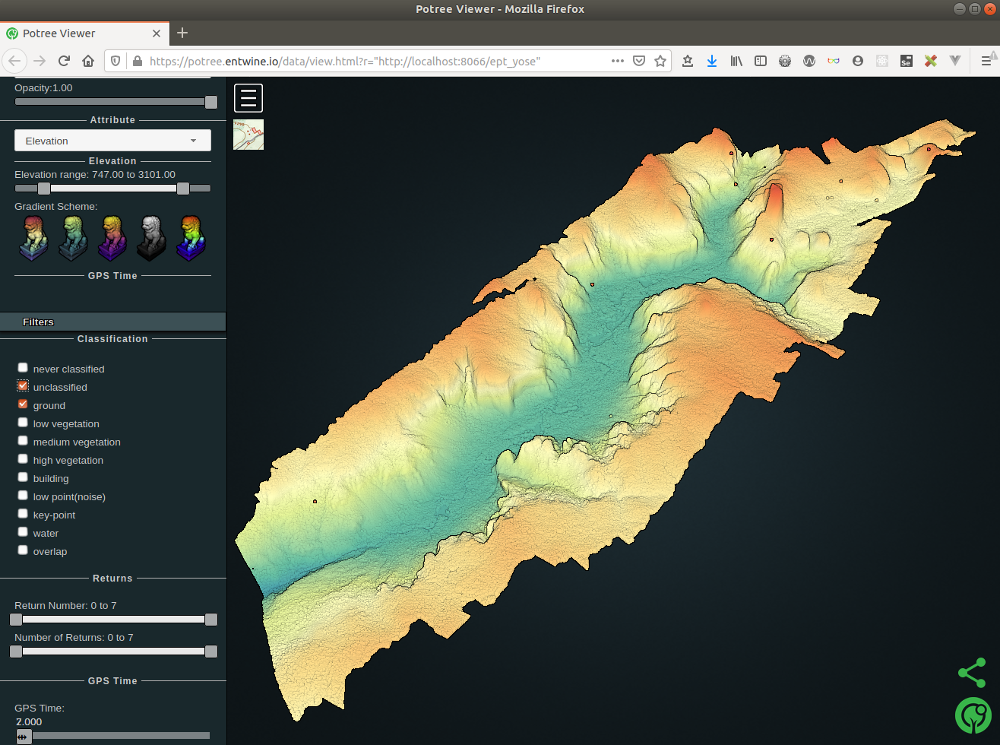 Potree Viewer - Mozilla Firefox
Potree Viewer
https://potree.entwine.io/data/view.html?r="http://localhost:8066/ept_yose"
Opacity:1.00
Attribute
Elevation
Elevation
Elevation range: 747.00 to 3101.00
Gradient Scheme:
GPS Time
Filters
Classification
never classified
unclassified
ground
low vegetation
medium vegetation
high vegetation
building
low point(noise)
key-point
water
overlap
Returns
Return Number: 0 to 7
Number of Returns: 0 to 7
GPS Time
GPS Time:
2.000